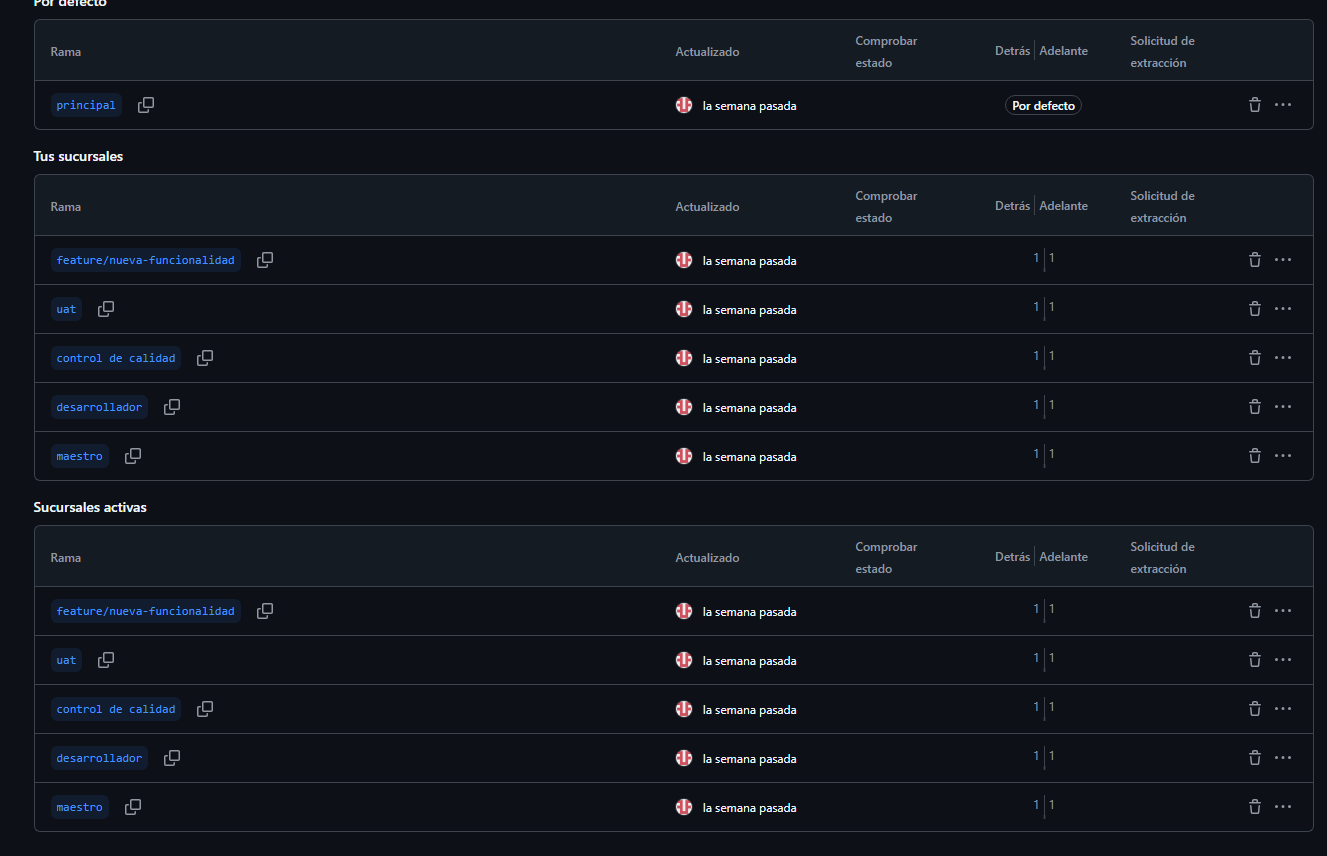 Por defecto
Rama Actualizado Comprobar estado Detrás Adelante Solicitud de extracción
principal la semana pasada Por defecto
Tus sucursales
Rama Actualizado Comprobar estado Detrás Adelante Solicitud de extracción
feature/nueva-funcionalidad la semana pasada 1 1
uat la semana pasada 1 1
control de calidad la semana pasada 1 1
desarrollador la semana pasada 1 1
maestro la semana pasada 1 1
Sucursales activas
Rama Actualizado Comprobar estado Detrás Adelante Solicitud de extracción
feature/nueva-funcionalidad la semana pasada 1 1
uat la semana pasada 1 1
control de calidad la semana pasada 1 1
desarrollador la semana pasada 1 1
maestro la semana pasada 1 1